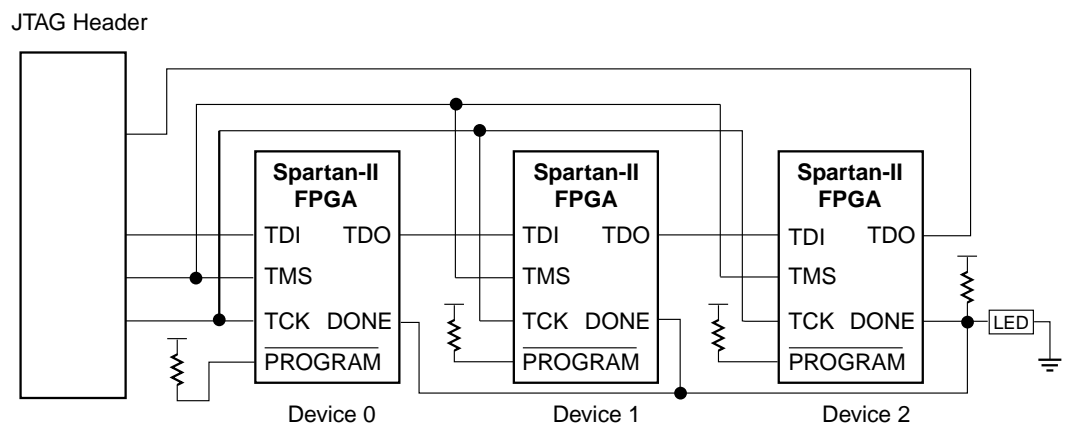 JTAG Header
Spartan-II
FPGA
TDI TDO
TMS
TCK DONE
PROGRAM
Device 0
Spartan-II
FPGA
TDI TDO
TMS
TCK DONE
PROGRAM
Device 1
Spartan-II
FPGA
TDI TDO
TMS
TCK DONE
PROGRAM
Device 2
LED